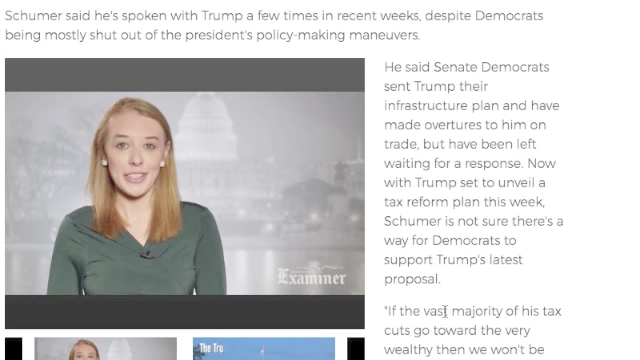 Schumer said he's spoken with Trump a few times in recent weeks, despite Democrats
being mostly shut out of the president's policy-making maneuvers.
He said Senate Democrats
sent Trump their
infrastructure plan and have
made overtures to him on
trade, but have been left
waiting for a response. Now
with Trump set to unveil a
tax reform plan this week,
Schumer is not sure there's a
way for Democrats to
support Trump's latest
proposal.
"If the vast majority of his tax
cuts go toward the very
wealthy then we won't be
Examiner
The Tru